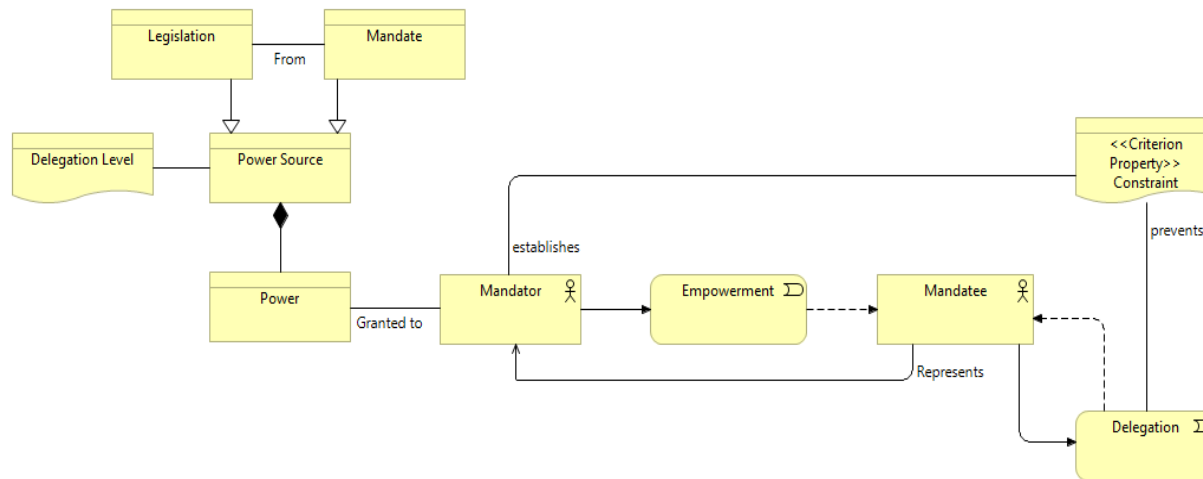 Legislation
Mandate
From
Delegation Level
Power Source
<<Criterion
Property>>
Constraint
establishes
prevents
Power
Mandator
Empowerment
Mandatee
Granted to
Represents
Delegation